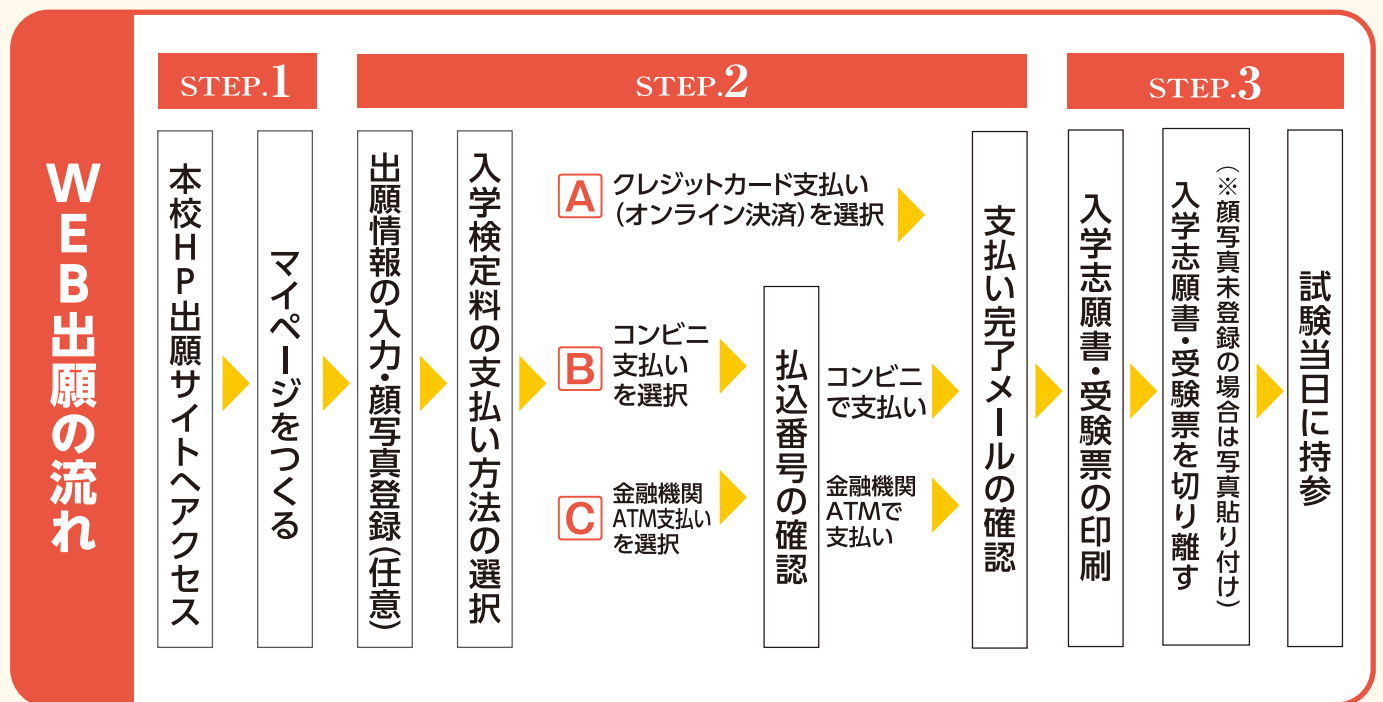 WEB出願の流れ
STEP.1
本校HP出願サイトへアクセス
マイページをつくる
STEP.2
出願情報の入力・顔写真登録(任意)
入学検定料の支払い方法の選択
A
クレジットカード支払い
(オンライン決済)を選択
B
コンビニ
支払い
を選択
C
金融機関
ATM支払い
を選択
払込番号の確認
コンビニ
で支払い
金融機関
ATMで
支払い
支払い完了メールの確認
STEP.3
入学志願書・受験票の印刷
入学志願書・受験票を切り離す
(※顔写真未登録の場合は写真貼り付け)
試験当日に持参